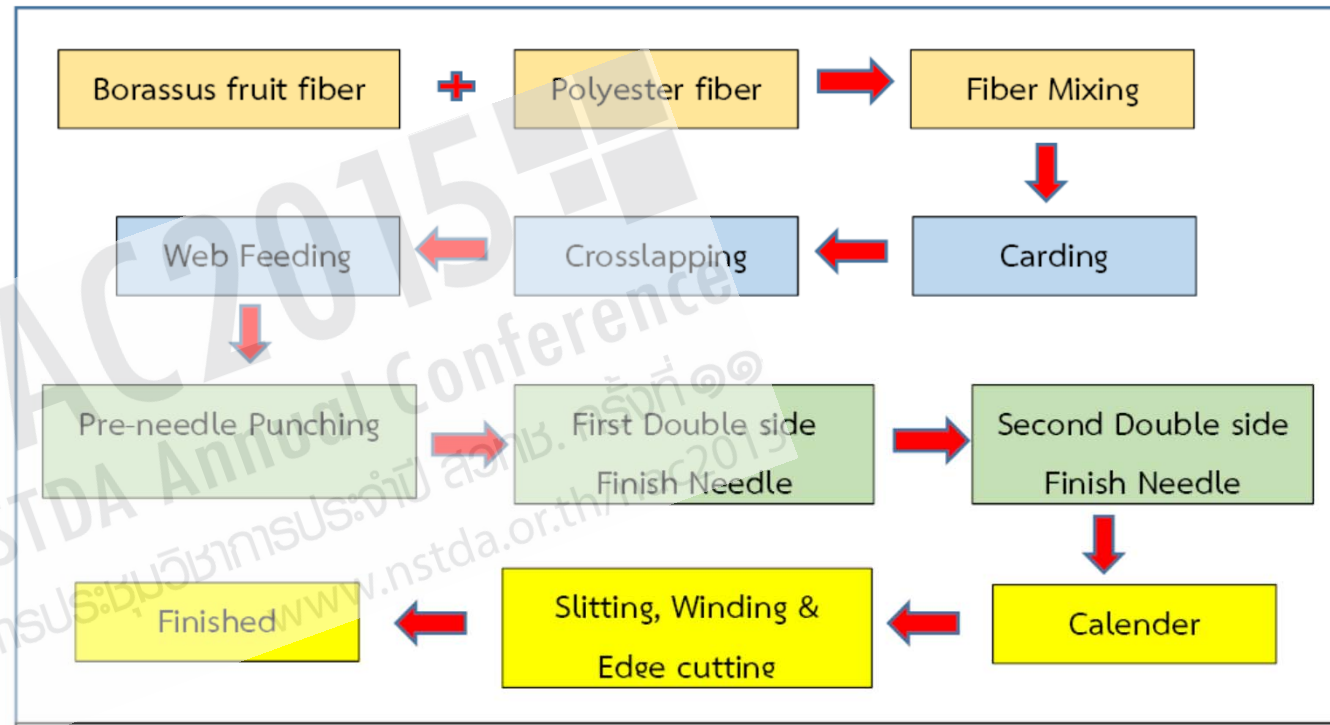 Borassus fruit fiber + Polyester fiber Fiber Mixing
Web Feeding Crosslapping Carding
Pre-needle Punching First Double side Finish Needle Second Double side Finish Needle
Finished Slitting, Winding & Edge cutting Calender
AC2015
STDA Annual Conference
การประชุมวิชาการประจำปี สวทช. ครั้งที่ ๑๑
www.nstda.or.th/nac2015